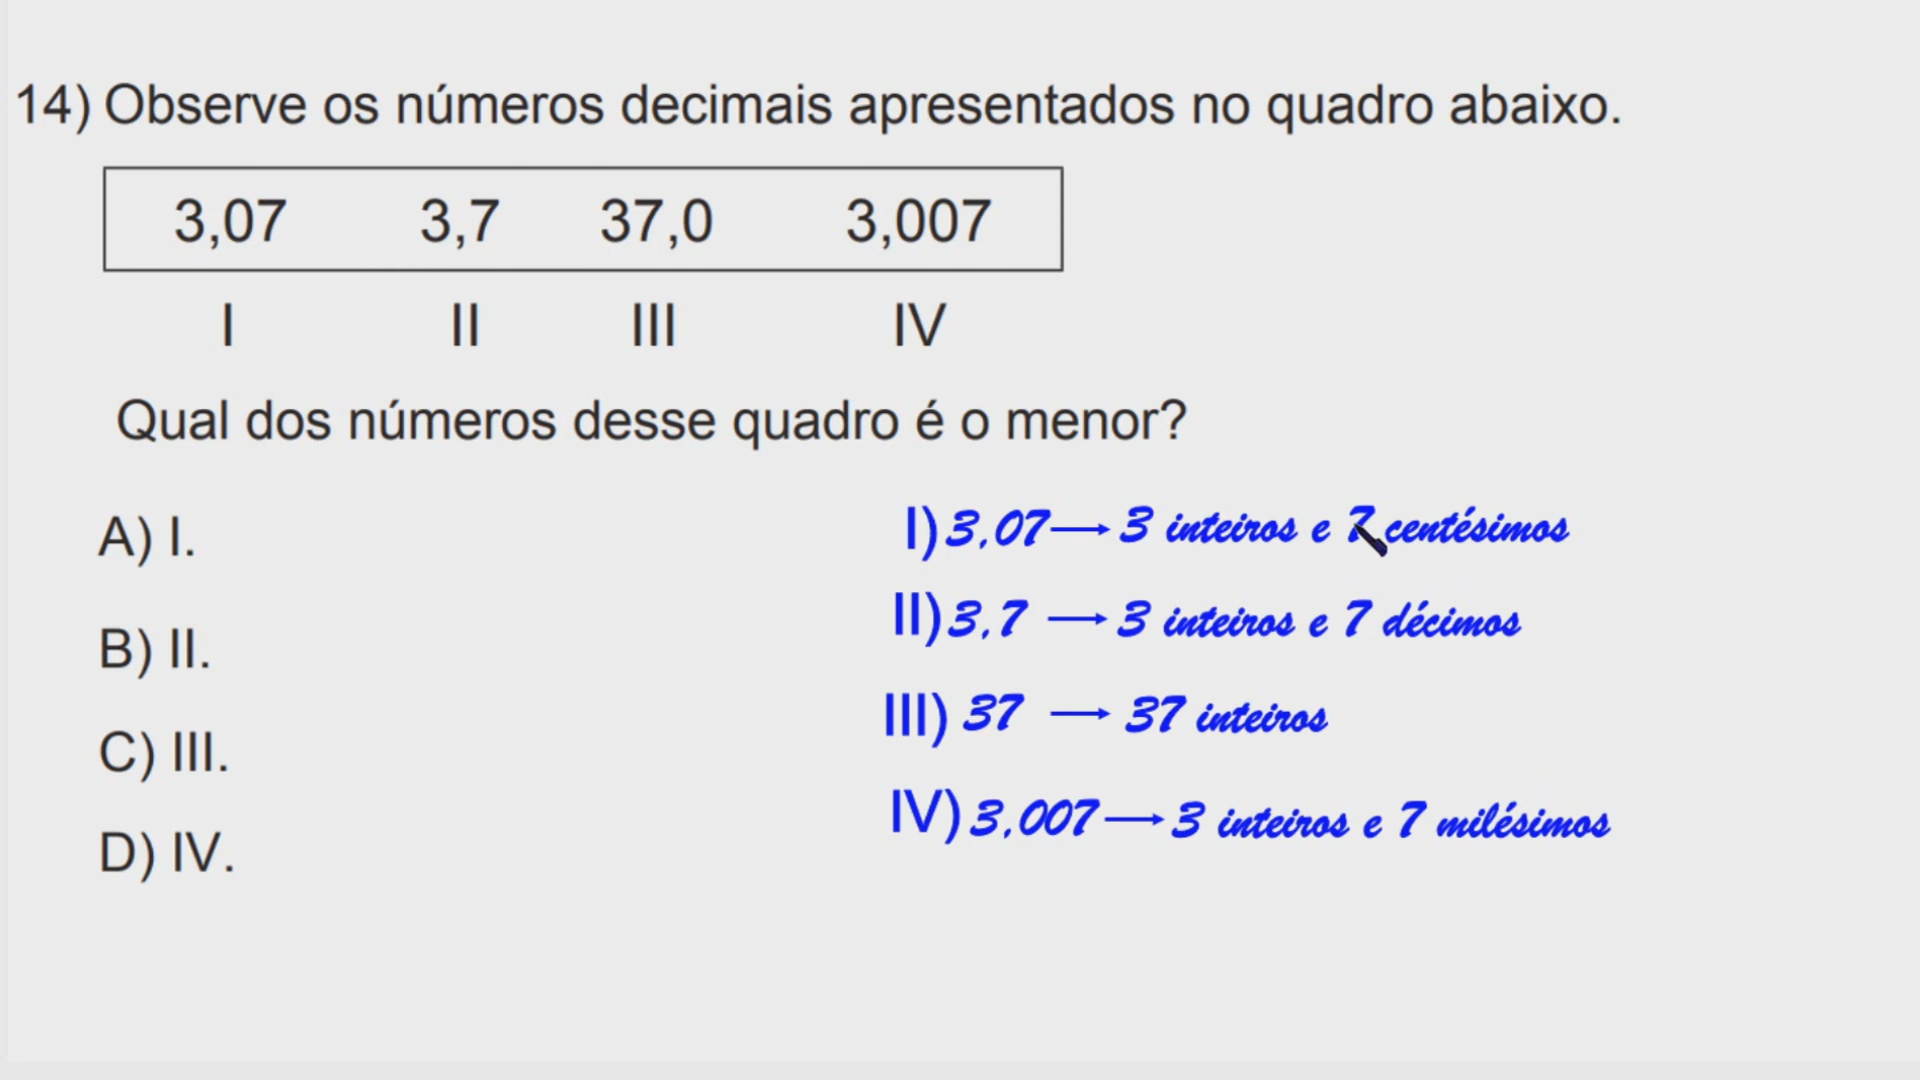 14) Observe os números decimais apresentados no quadro abaixo.
3,07 3,7 37,0 3,007
I II III IV
Qual dos números desse quadro é o menor?
A) I.
B) II.
C) III.
D) IV.
I) 3,07 → 3 inteiros e 7 centésimos
II) 3,7 → 3 inteiros e 7 décimos
III) 37 → 37 inteiros
IV) 3,007 → 3 inteiros e 7 milésimos